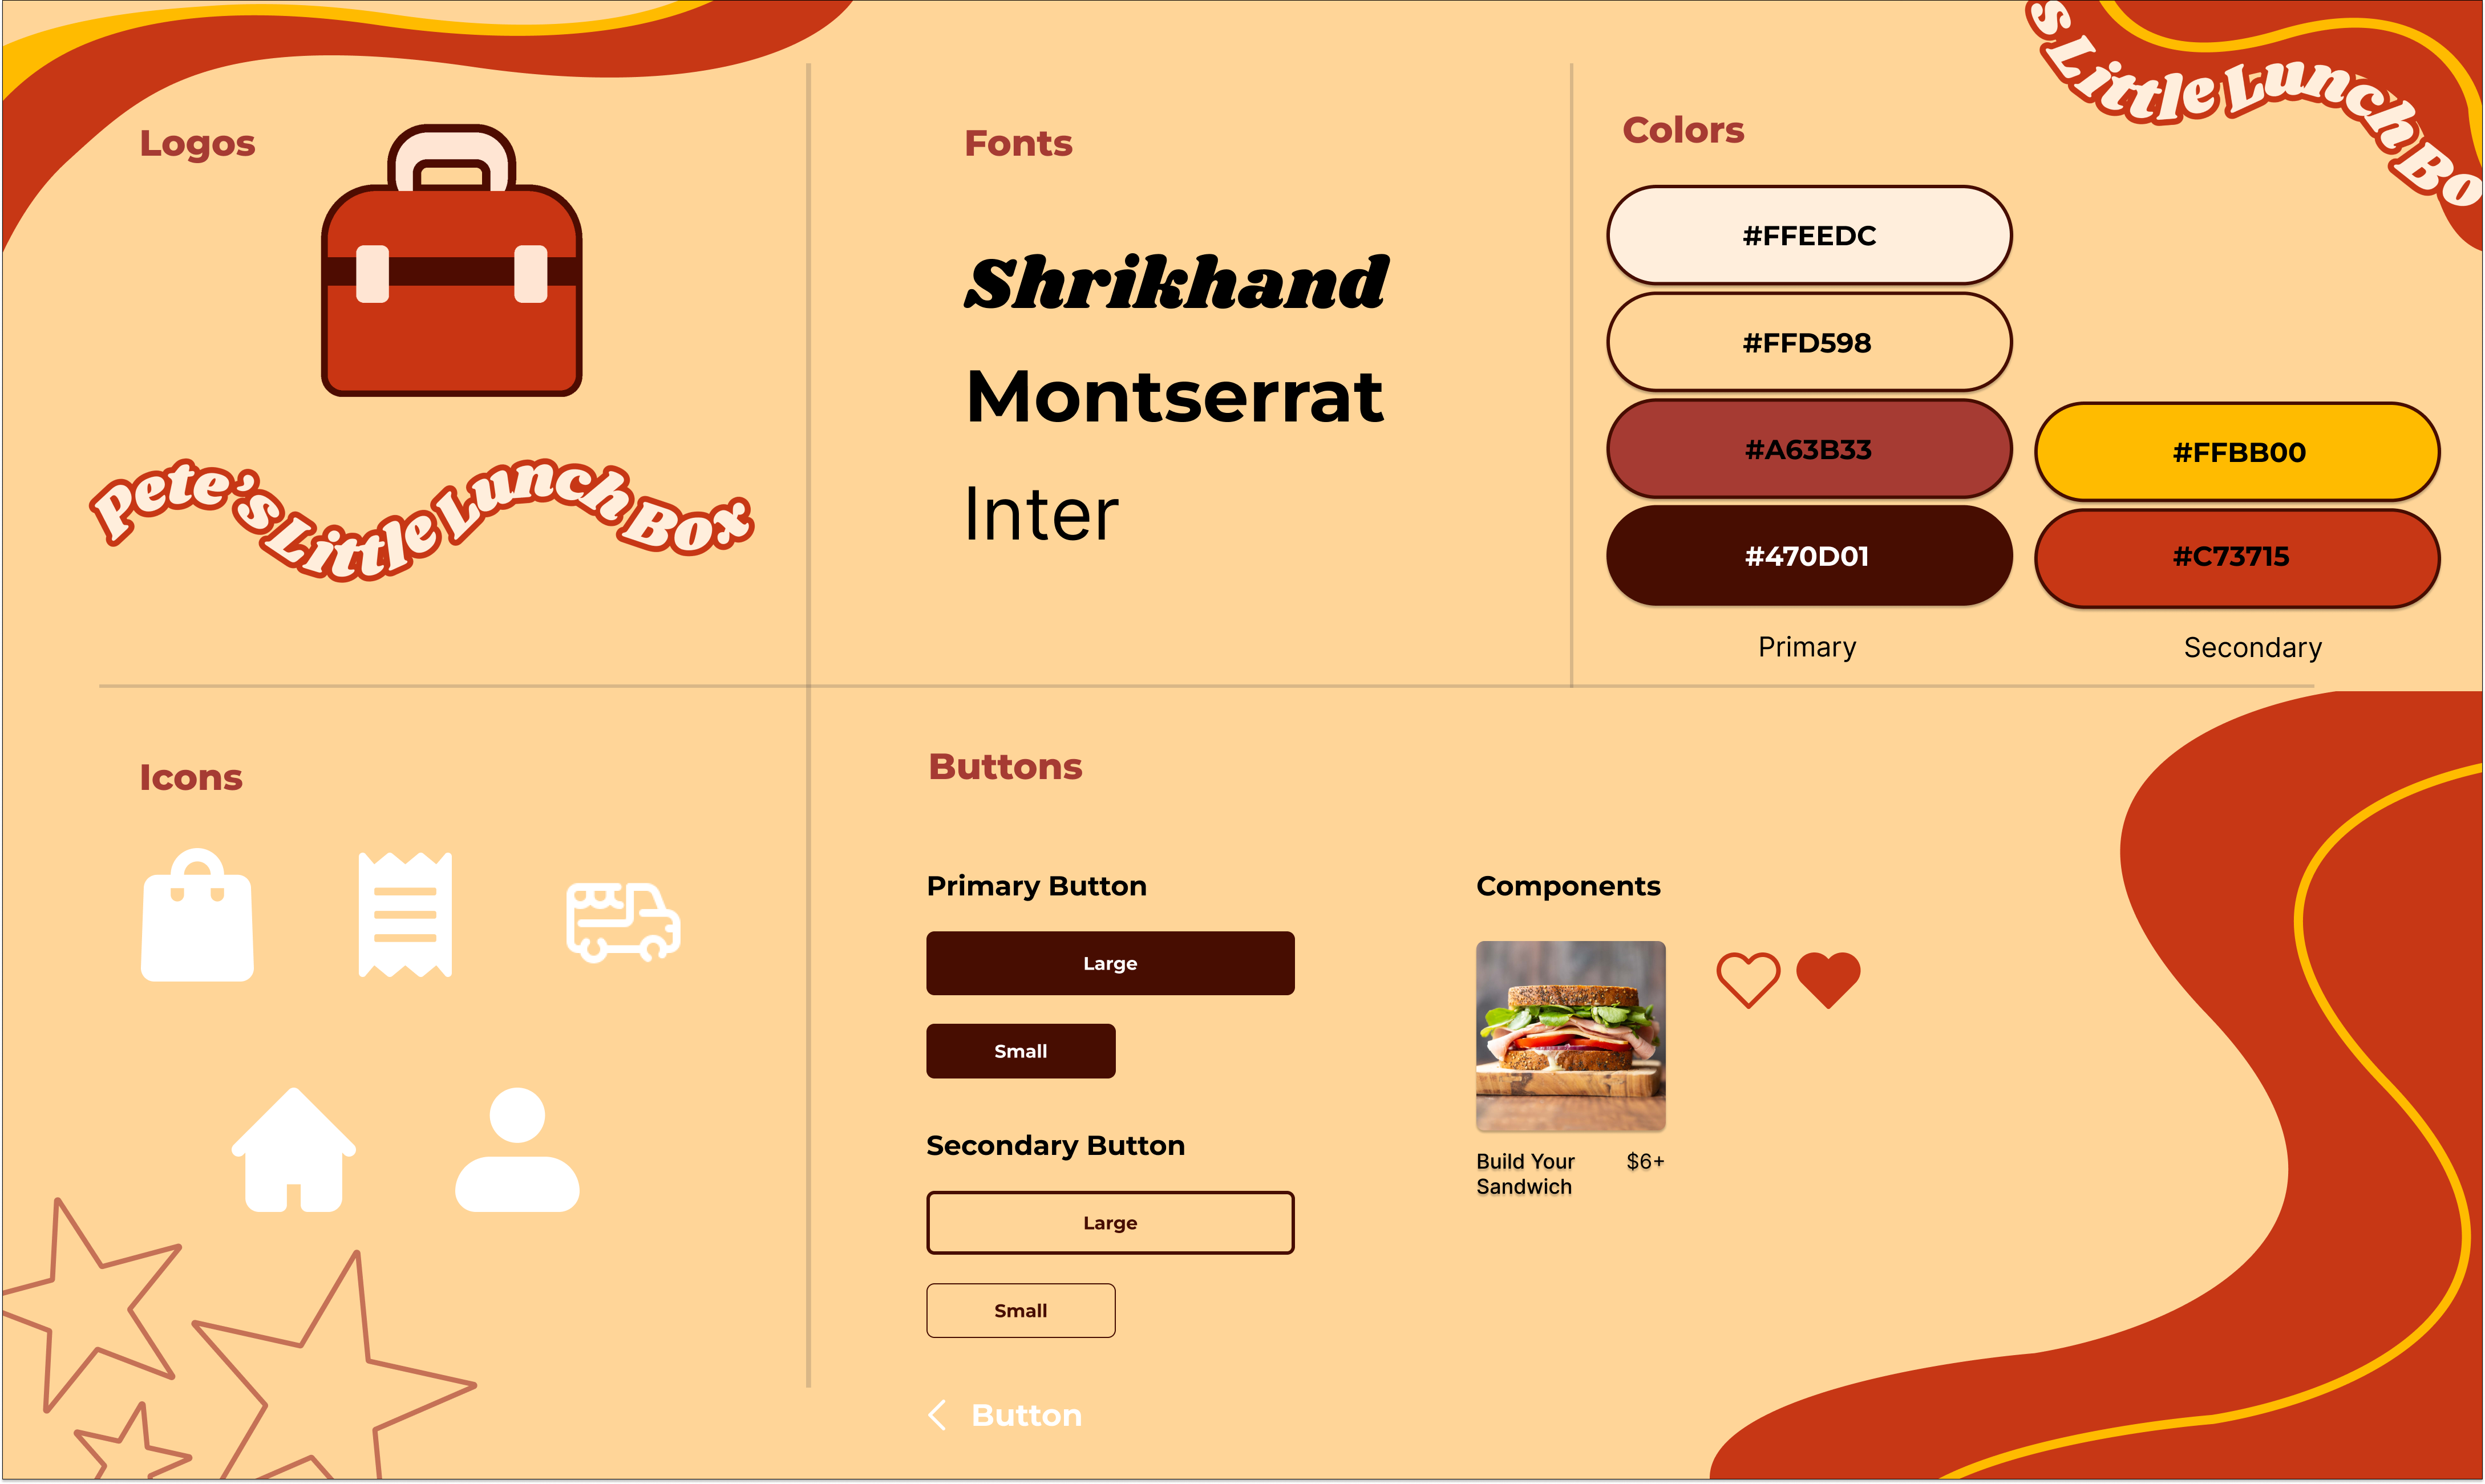 s Little Lunch Bo
Logos
Pete's Little Lunch Box
Fonts
Shrikhand
Montserrat
Inter
Colors
#FFEEDC
#FFD598
#A63B33
#470D01
Primary
#FFBB00
#C73715
Secondary
Icons
Buttons
Primary Button
Large
Small
Secondary Button
Large
Small
Button
Components
Build Your $6+
Sandwich